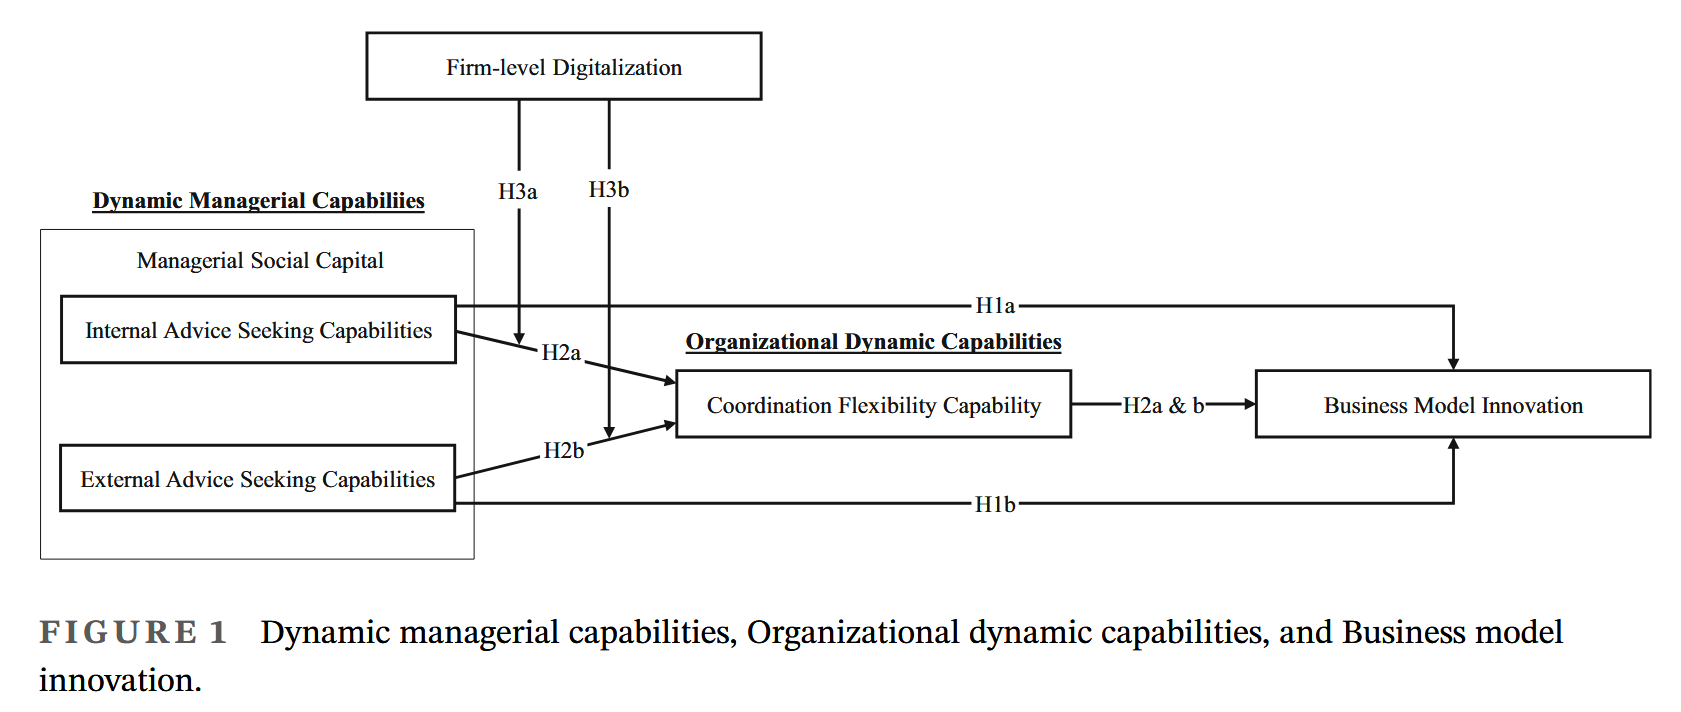 Firm-level Digitalization
H3a
H3b
Dynamic Managerial Capabiliies
Managerial Social Capital
Internal Advice Seeking Capabilities
H1a
H2a
Organizational Dynamic Capabilities
Coordination Flexibility Capability
H2a & b
Business Model Innovation
H2b
External Advice Seeking Capabilities
H1b
FIGURE 1 Dynamic managerial capabilities, Organizational dynamic capabilities, and Business model
innovation.